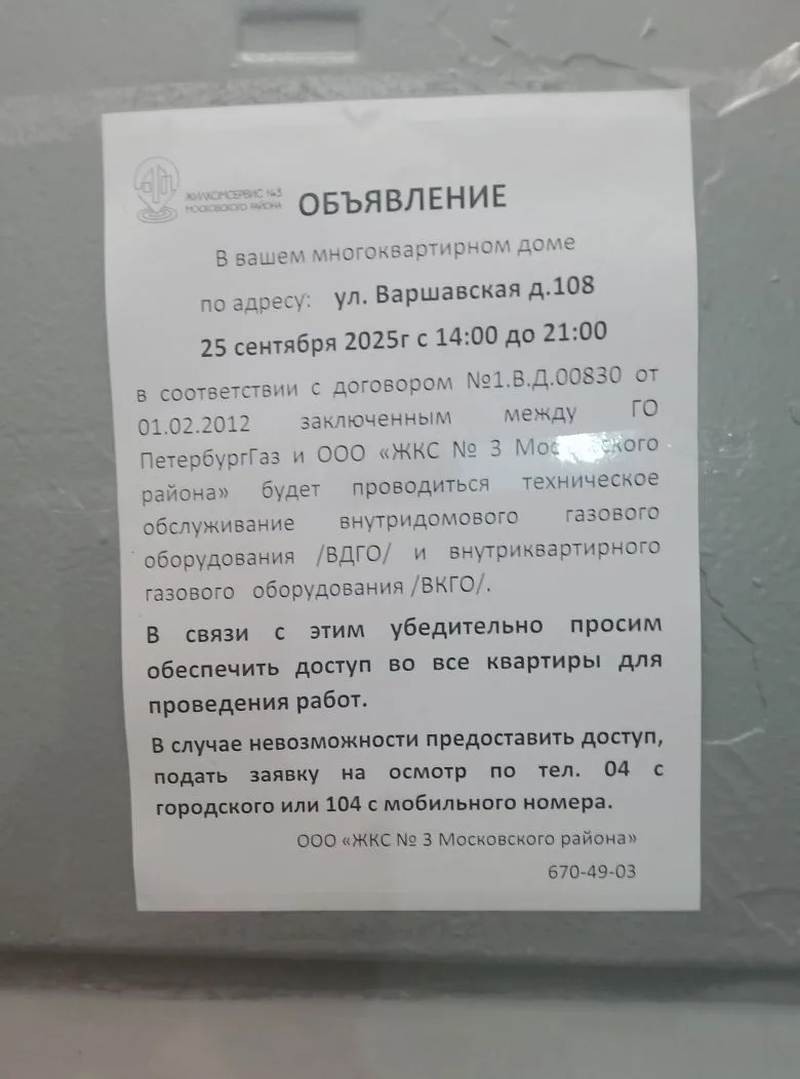 ЖИЛКОМСЕРВИС №3
МОСКОВСКОГО РАЙОНА
ОБЪЯВЛЕНИЕ
В вашем многоквартирном доме
по адресу: ул. Варшавская д.108
25 сентября 2025г с 14:00 до 21:00
в соответствии с договором №1.В.Д.00830 от
01.02.2012 заключенным между ГО
ПетербургГаз и ООО «ЖКС № 3 Московского
района» будет проводиться техническое
обслуживание внутридомового газового
оборудования /ВДГО/ и внутриквартирного
газового оборудования /ВКГО/.
В связи с этим убедительно просим
обеспечить доступ во все квартиры для
проведения работ.
В случае невозможности предоставить доступ,
подать заявку на осмотр по тел. 04 с
городского или 104 с мобильного номера.
ООО «ЖКС № 3 Московского района»
670-49-03